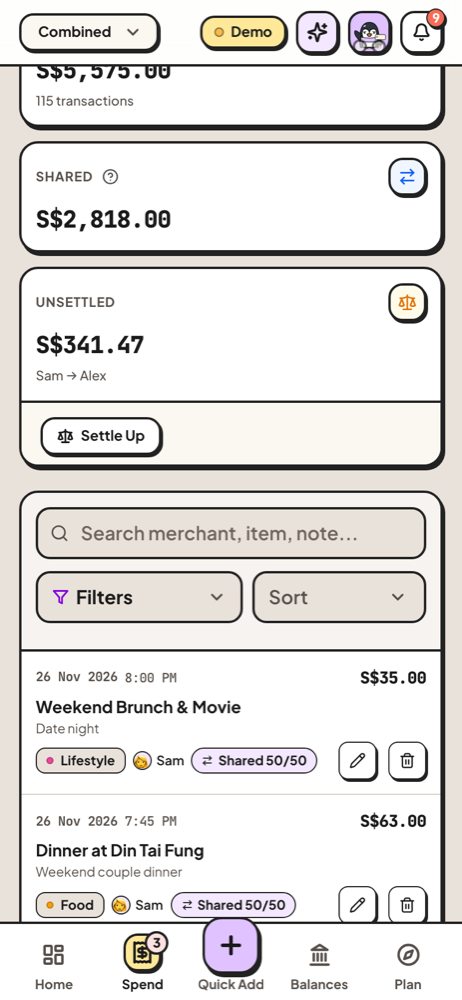 Combined
Demo
9
S$5,575.00
115 transactions
SHARED ?
S$2,818.00
UNSETTLED
S$341.47
Sam → Alex
Settle Up
Search merchant, item, note...
Filters
Sort
26 Nov 2026 8:00 PM
S$35.00
Weekend Brunch & Movie
Date night
Lifestyle
Sam
Shared 50/50
26 Nov 2026 7:45 PM
S$63.00
Dinner at Din Tai Fung
Weekend couple dinner
Food
Sam
Shared 50/50
3
Home
Spend
Quick Add
Balances
Plan